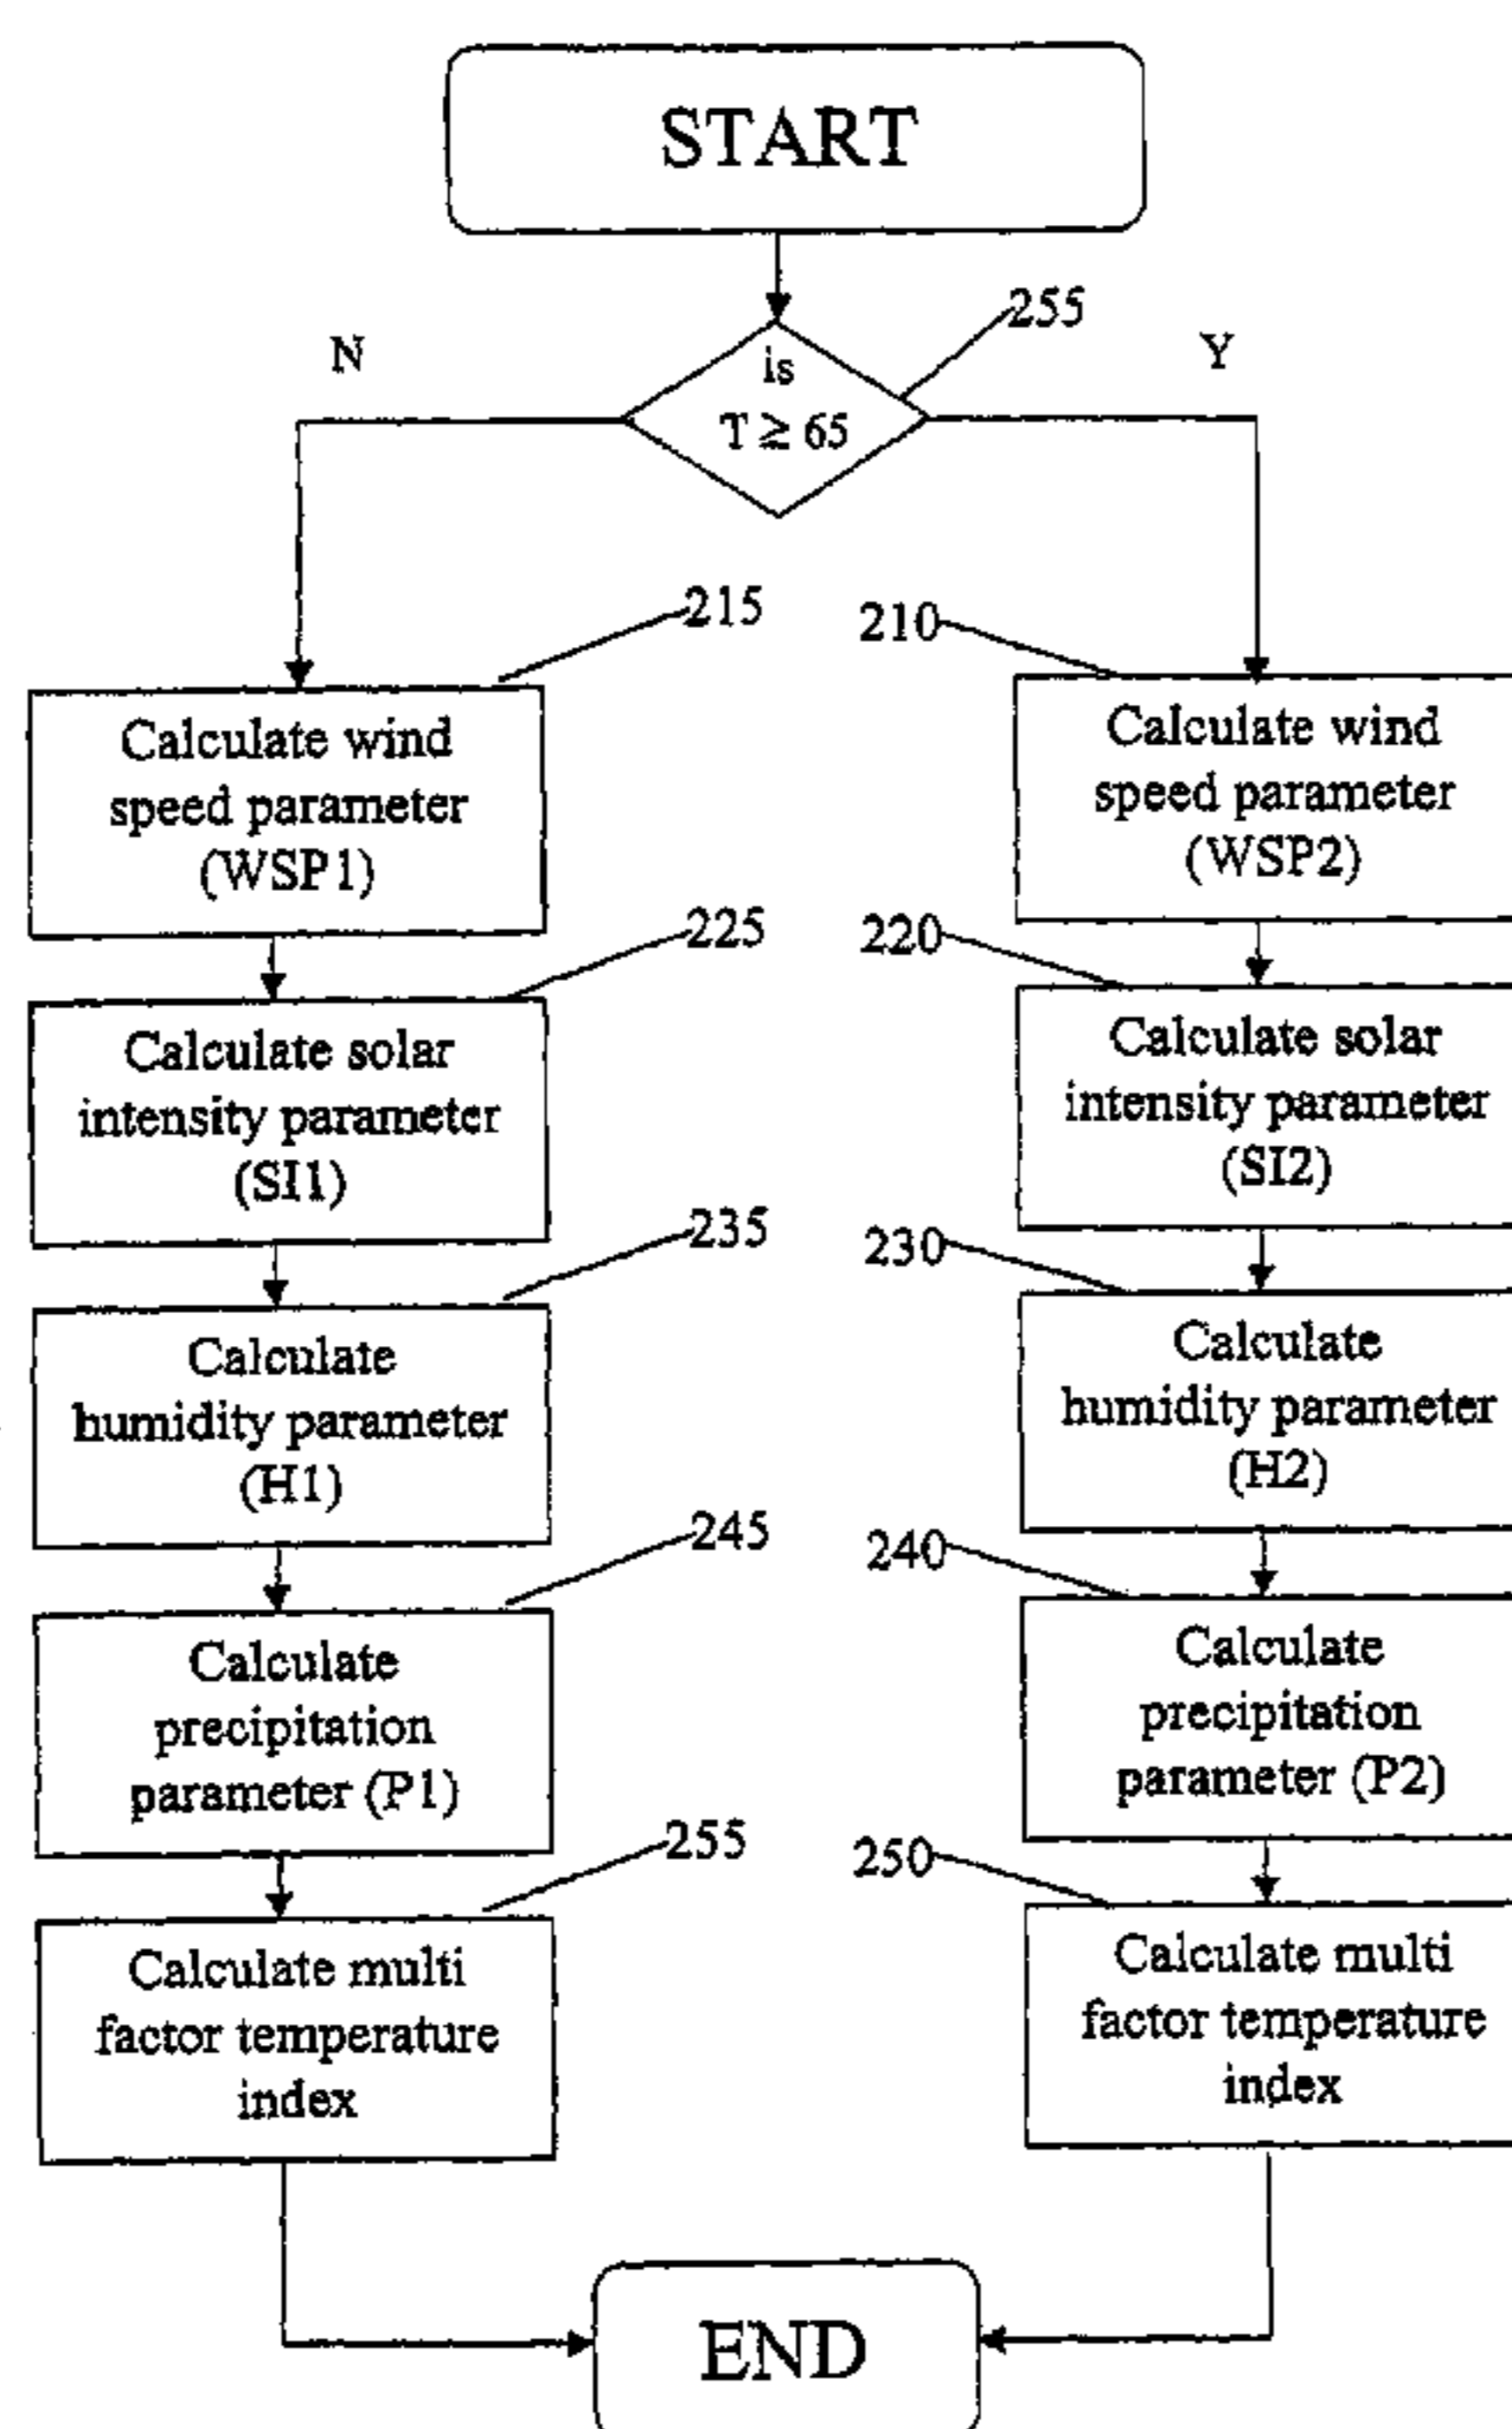 START
255
N
Y
is
T ≥ 65
215
210
Calculate wind
speed parameter
(WSP1)
Calculate wind
speed parameter
(WSP2)
225
220
Calculate solar
intensity parameter
(SI1)
Calculate solar
intensity parameter
(SI2)
235
230
Calculate
humidity parameter
(H1)
Calculate
humidity parameter
(H2)
245
240
Calculate
precipitation
parameter (P1)
Calculate
precipitation
parameter (P2)
255
250
Calculate multi
factor temperature
index
Calculate multi
factor temperature
index
END